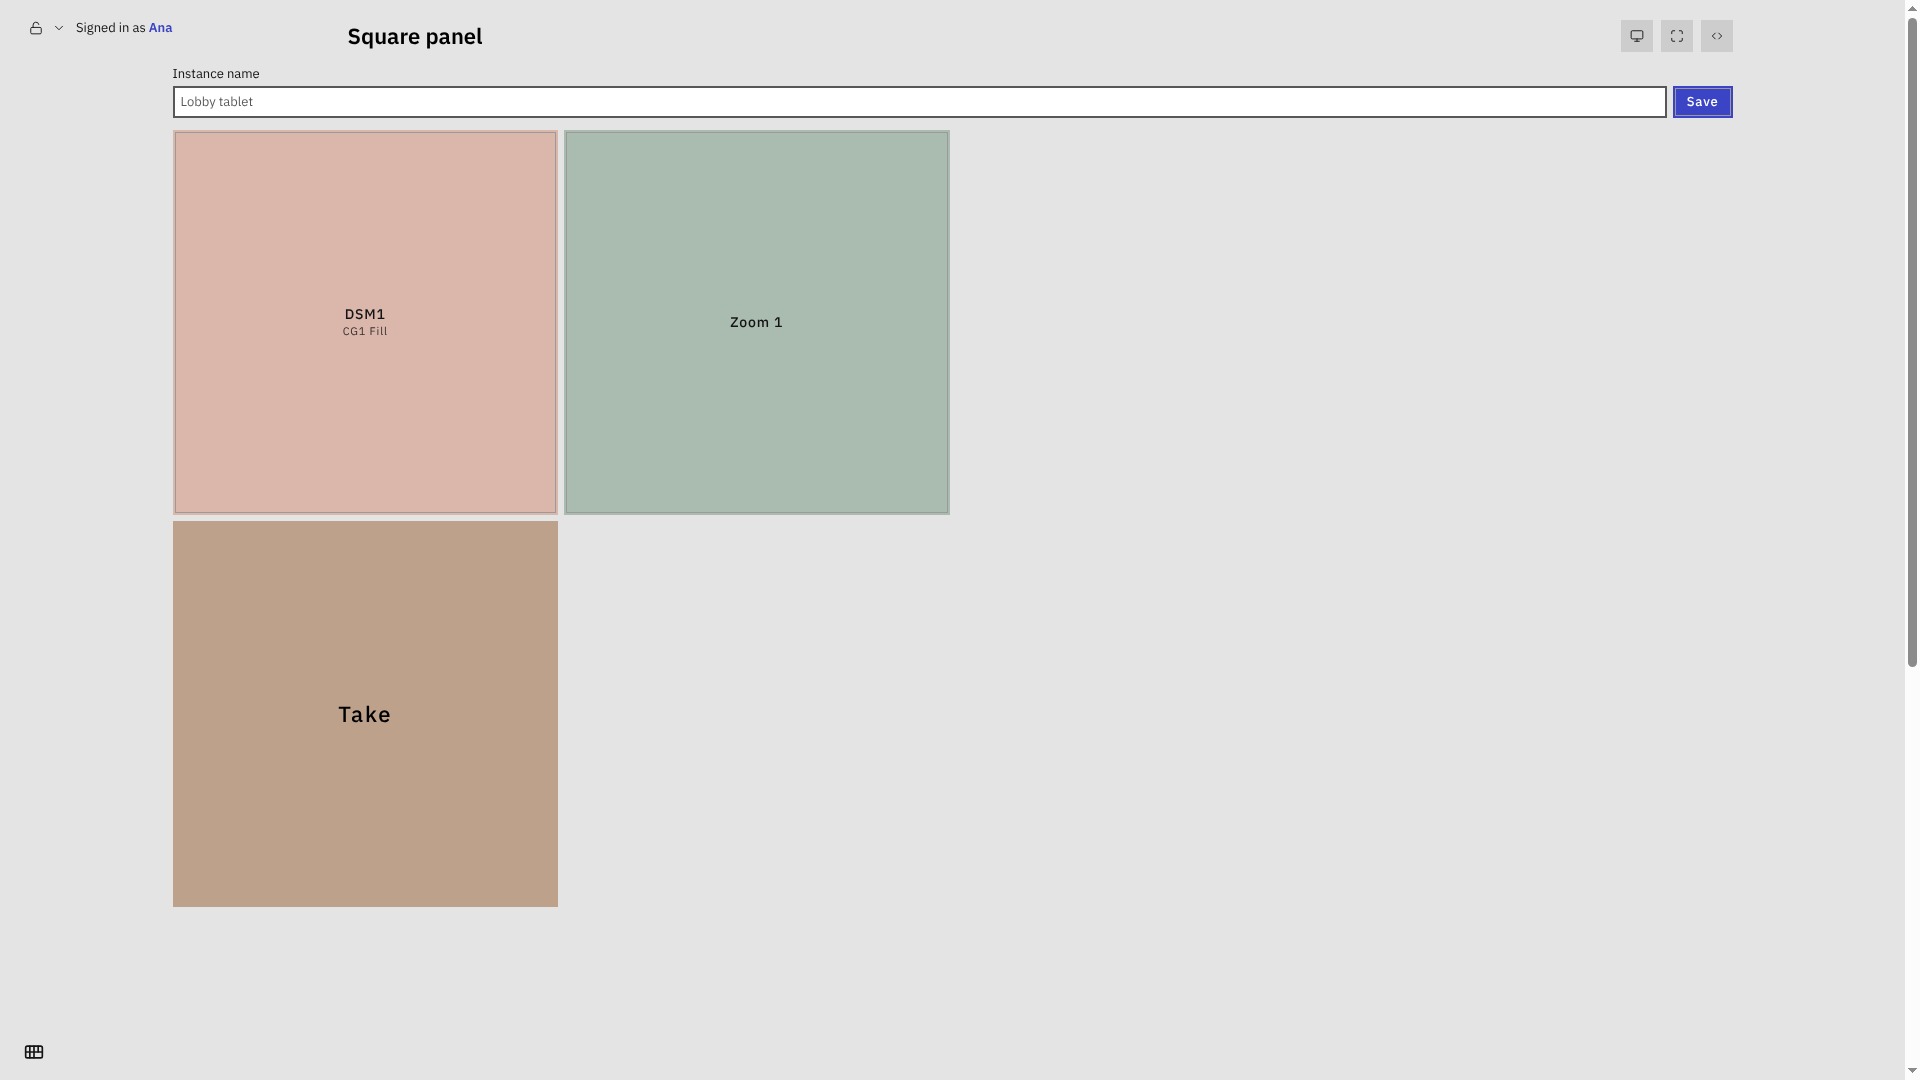 Signed in as Ana
Square panel
Instance name
Lobby tablet
Save
DSM1
CG1 Fill
Zoom 1
Take